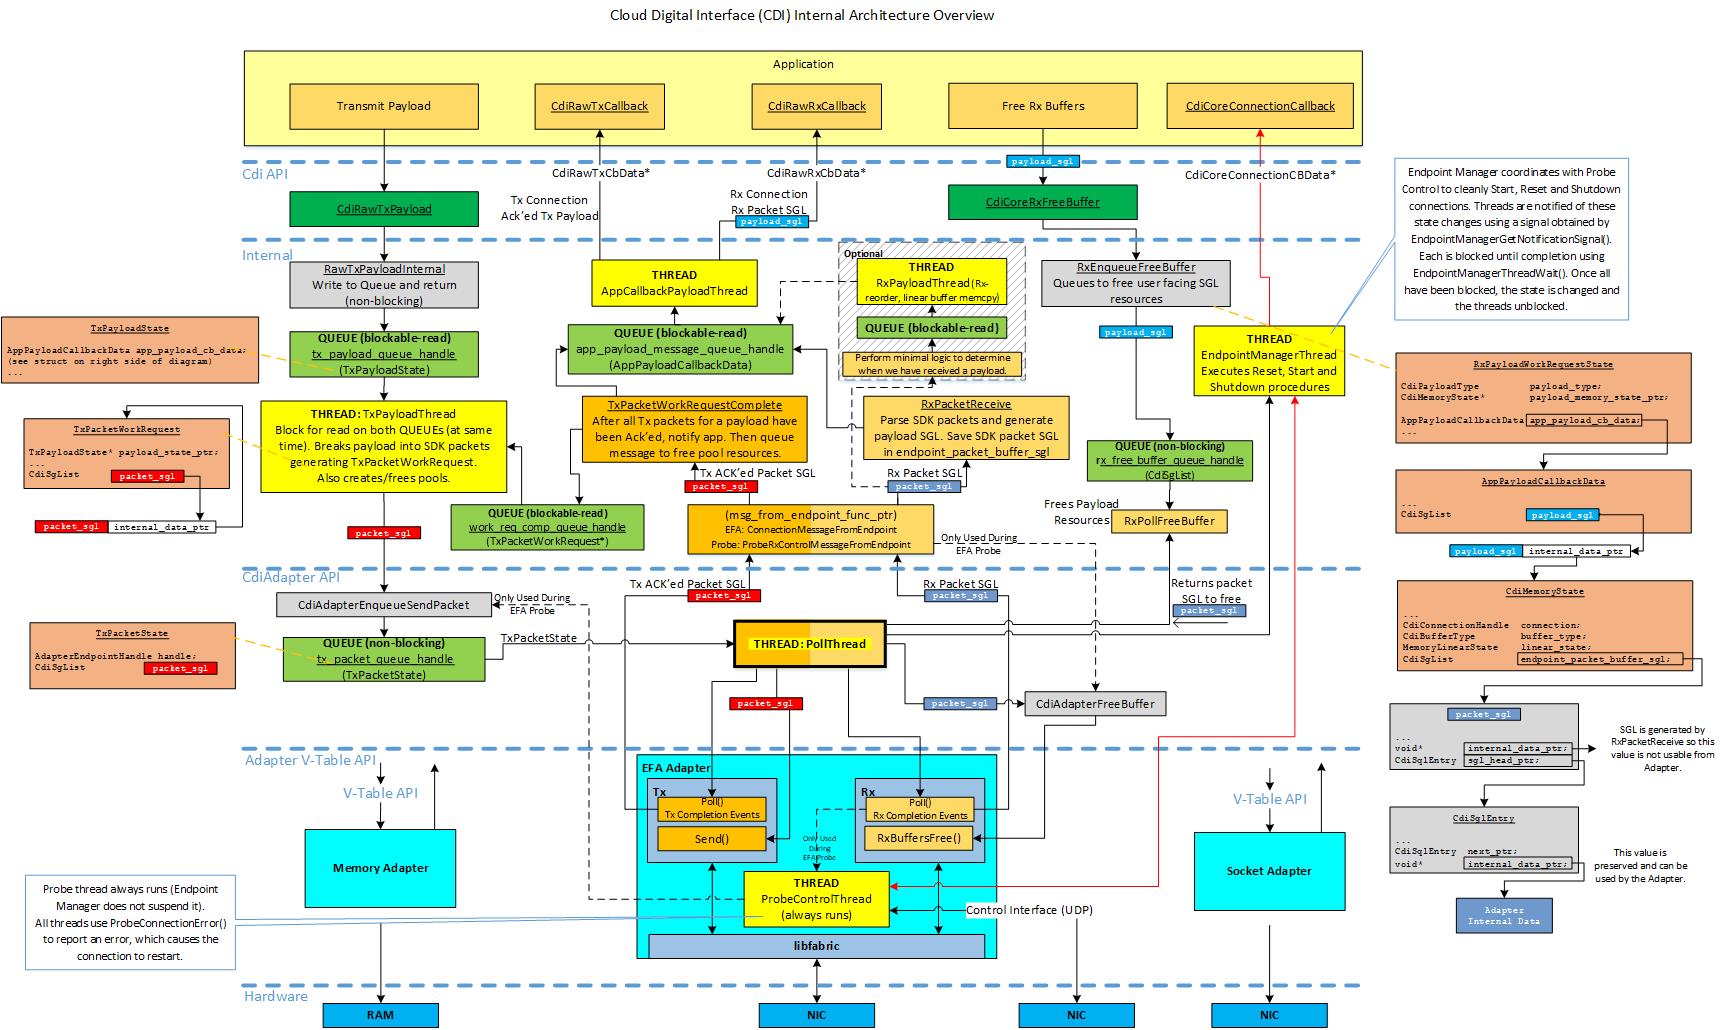 Cloud Digital Interface (CDI) Internal Architecture Overview
Application
Transmit Payload
CdiRawTxCallback
CdiRawRxCallback
Free Rx Buffers
CdiCoreConnectionCallback
payload_sgl
Cdi API
CdiRawTxCbData*
CdiRawRxCbData*
CdiCoreConnectionCBData*
CdiRawTxPayload
Tx Connection
Ack'ed Tx Payload
Rx Connection
Rx Packet SGL
payload_sgl
CdiCoreRxFreeBuffer
Endpoint Manager coordinates with Probe
Control to cleanly Start, Reset and Shutdown
connections. Threads are notified of these
state changes using a signal obtained by
EndpointManagerGetNotificationSignal().
Each is blocked until completion using
EndpointManagerThreadWait(). Once all
have been blocked, the state is changed and
the threads unblocked.
Internal
RawTxPayloadInternal
Write to Queue and return
(non-blocking)
THREAD
AppCallbackPayloadThread
Optional
THREAD
RxPayloadThread (Rx-
reorder, linear buffer memcpy)
QUEUE (blockable-read)
Perform minimal logic to determine
when we have received a payload.
RxEnqueueFreeBuffer
Queues to free user facing SGL
resources
payload_sgl
TxPayloadState
AppPayloadCallbackData app_payload_cb_data;
(see struct on right side of diagram)
...
QUEUE (blockable-read)
tx_payload_queue_handle
(TxPayloadState)
QUEUE (blockable-read)
app_payload_message_queue_handle
(AppPayloadCallbackData)
THREAD
EndpointManagerThread
Executes Reset, Start and
Shutdown procedures
RxPayloadWorkRequestState
CdiPayloadType payload_type;
CdiMemoryState* payload_memory_state_ptr;
AppPayloadCallbackData app_payload_cb_data;
...
TxPacketWorkRequest
TxPayloadState* payload_state_ptr;
...
CdiSgList packet_sgl
packet_sgl internal_data_ptr
THREAD: TxPayloadThread
Block for read on both QUEUEs (at same
time). Breaks payload into SDK packets
generating TxPacketWorkRequest.
Also creates/frees pools.
TxPacketWorkRequestComplete
After all Tx packets for a payload have
been Ack'ed, notify app. Then queue
message to free pool resources.
RxPacketReceive
Parse SDK packets and generate
payload SGL. Save SDK packet SGL
in endpoint_packet_buffer_sgl
QUEUE (non-blocking)
rx_free_buffer_queue_handle
(CdiSgList)
Tx ACK'ed Packet SGL
packet_sgl
Rx Packet SGL
packet_sgl
AppPayloadCallbackData
...
CdiSgList payload_sgl
payload_sgl internal_data_ptr
packet_sgl
QUEUE (blockable-read)
work_req_comp_queue_handle
(TxPacketWorkRequest*)
(msg_from_endpoint_func_ptr)
EFA: ConnectionMessageFromEndpoint
Probe: ProbeRxControlMessageFromEndpoint
Frees Payload
Resources
RxPollFreeBuffer
Only Used During
EFA Probe
CdiAdapter API
CdiAdapterEnqueueSendPacket
Only Used During
EFA Probe
Tx ACK'ed Packet SGL
packet_sgl
Rx Packet SGL
packet_sgl
Returns packet
SGL to free
packet_sgl
CdiMemoryState
...
CdiConnectionHandle connection;
CdiBufferType buffer_type;
MemoryLinearState linear_state;
CdiSgList endpoint_packet_buffer_sgl;
TxPacketState
AdapterEndpointHandle handle;
CdiSgList packet_sgl
QUEUE (non-blocking)
tx_packet_queue_handle
(TxPacketState)
TxPacketState
THREAD: PollThread
packet_sgl
packet_sgl
CdiAdapterFreeBuffer
packet_sgl
...
void* internal_data_ptr;
CdiSglEntry sgl_head_ptr;
SGL is generated by
RxPacketReceive so this
value is not usable from
Adapter.
Adapter V-Table API
V-Table API
Memory Adapter
EFA Adapter
Tx
Poll()
Tx Completion Events
Send()
Rx
Poll()
Rx Completion Events
RxBuffersFree()
Only Used
During
EFA Probe
THREAD
ProbeControlThread
(always runs)
Control Interface (UDP)
libfabric
V-Table API
Socket Adapter
CdiSglEntry
...
CdiSglEntry next_ptr;
void* internal_data_ptr;
This value is
preserved and can be
used by the Adapter.
Adapter
Internal Data
Probe thread always runs (Endpoint
Manager does not suspend it).
All threads use ProbeConnectionError()
to report an error, which causes the
connection to restart.
Hardware
RAM
NIC
NIC
NIC